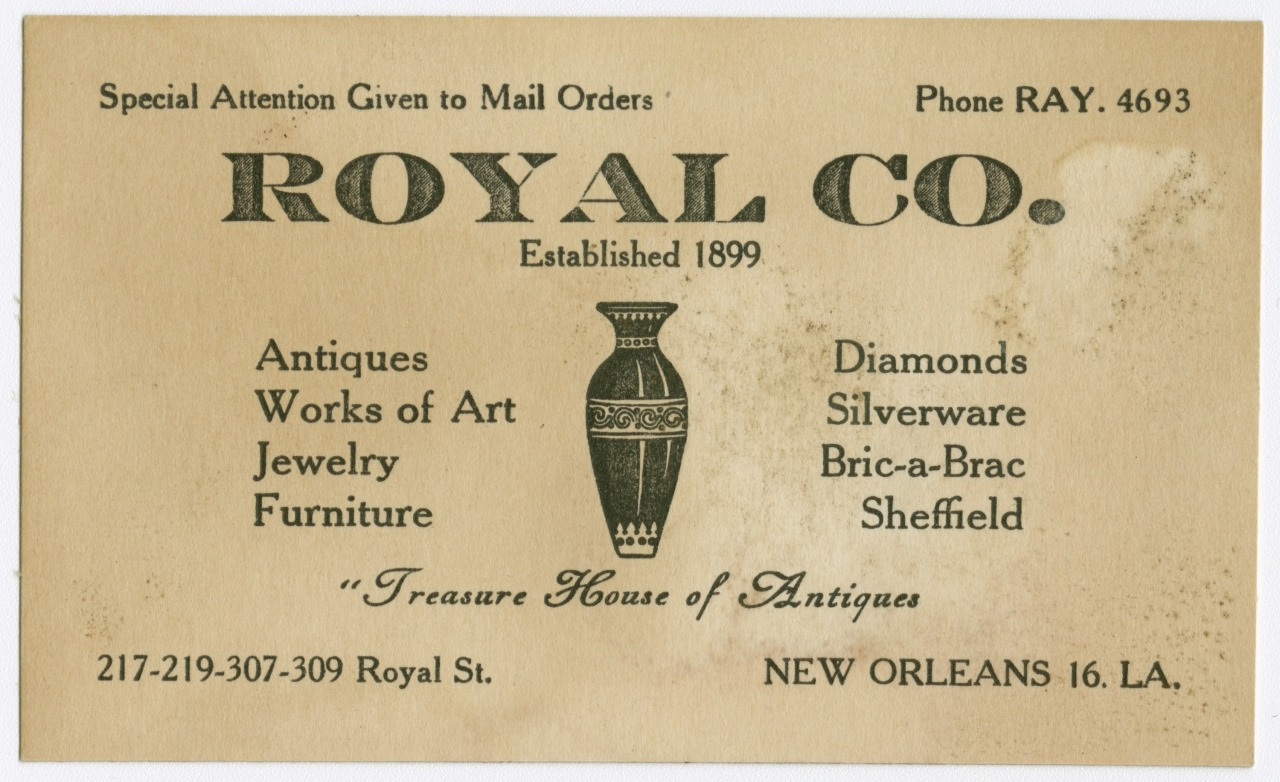 Special Attention Given to Mail Orders Phone RAY. 4693
ROYAL CO.
Established 1899
Antiques
Works of Art
Jewelry
Furniture
Diamonds
Silverware
Bric-a-Brac
Sheffield
"Treasure House of Antiques
217-219-307-309 Royal St. NEW ORLEANS 16. LA.